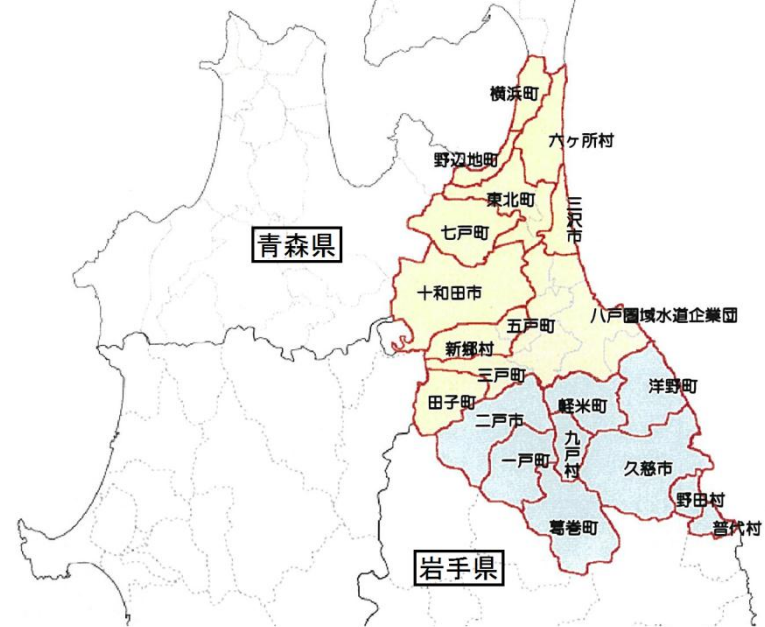 横浜町
六ヶ所村
野辺地町
東北町
三沢市
七戸町
青森県
十和田市
八戸圏域水道企業団
五戸町
新郷村
三戸町
田子町
洋野町
軽米町
二戸市
九戸村
一戸町
久慈市
野田村
葛巻町
普代村
岩手県